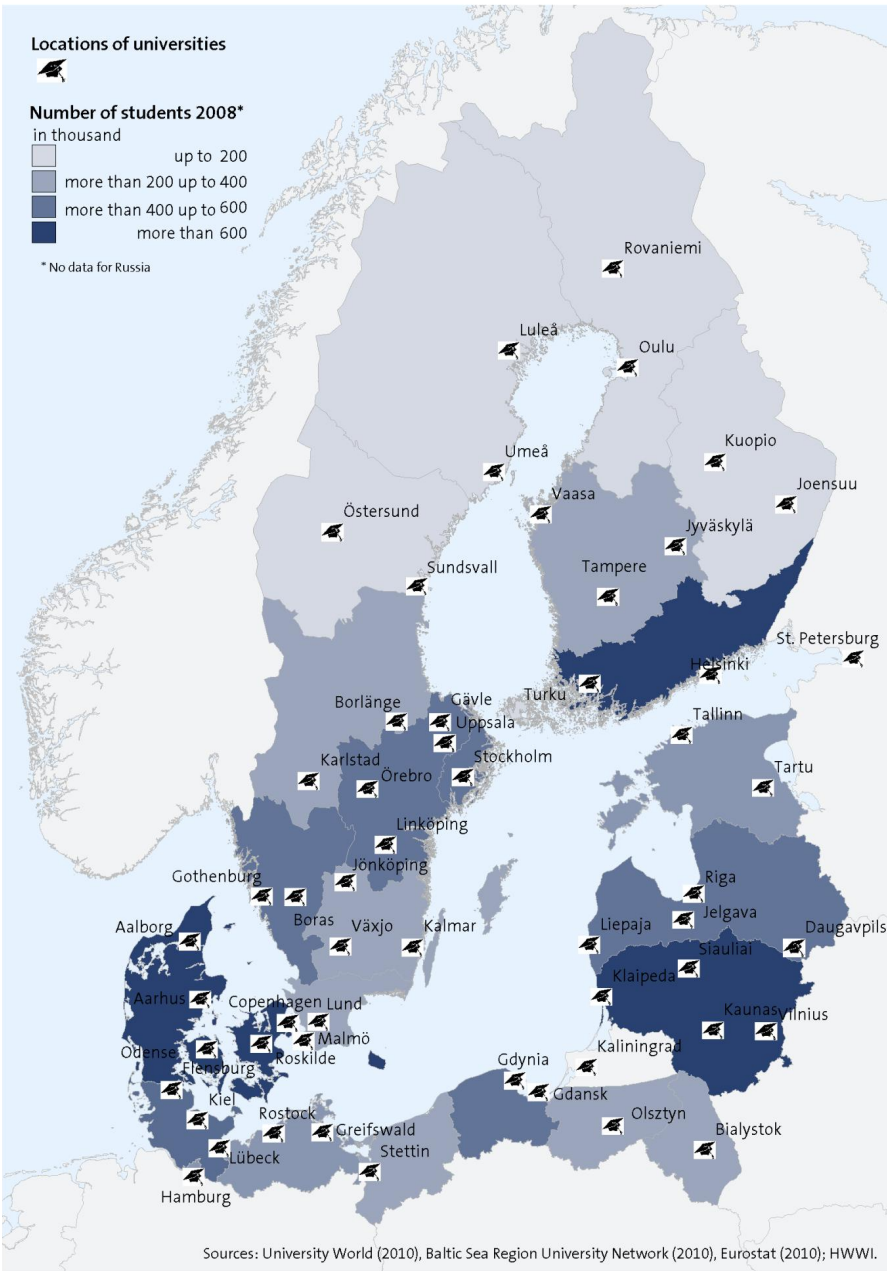 Locations of universities
Number of students 2008*
in thousand
up to 200
more than 200 up to 400
more than 400 up to 600
more than 600
* No data for Russia
Rovaniemi
Luleå
Oulu
Kuopio
Umeå
Joensuu
Vaasa
Östersund
Jyväskylä
Tampere
Sundsvall
St. Petersburg
Helsinki
Turku
Borlänge
Gävle
Tallinn
Uppsala
Stockholm
Karlstad
Tartu
Örebro
Linköping
Jönköping
Gothenburg
Riga
Jelgava
Boras
Växjo
Kalmar
Aalborg
Liepaja
Daugavpils
Siauliai
Klaipeda
Aarhus
Copenhagen
Lund
Kaunas
Vilnius
Malmö
Odense
Roskilde
Kaliningrad
Flensburg
Gdynia
Gdansk
Kiel
Rostock
Greifswald
Olsztyn
Bialystok
Lübeck
Stettin
Hamburg
Sources: University World (2010), Baltic Sea Region University Network (2010), Eurostat (2010); HWWI.